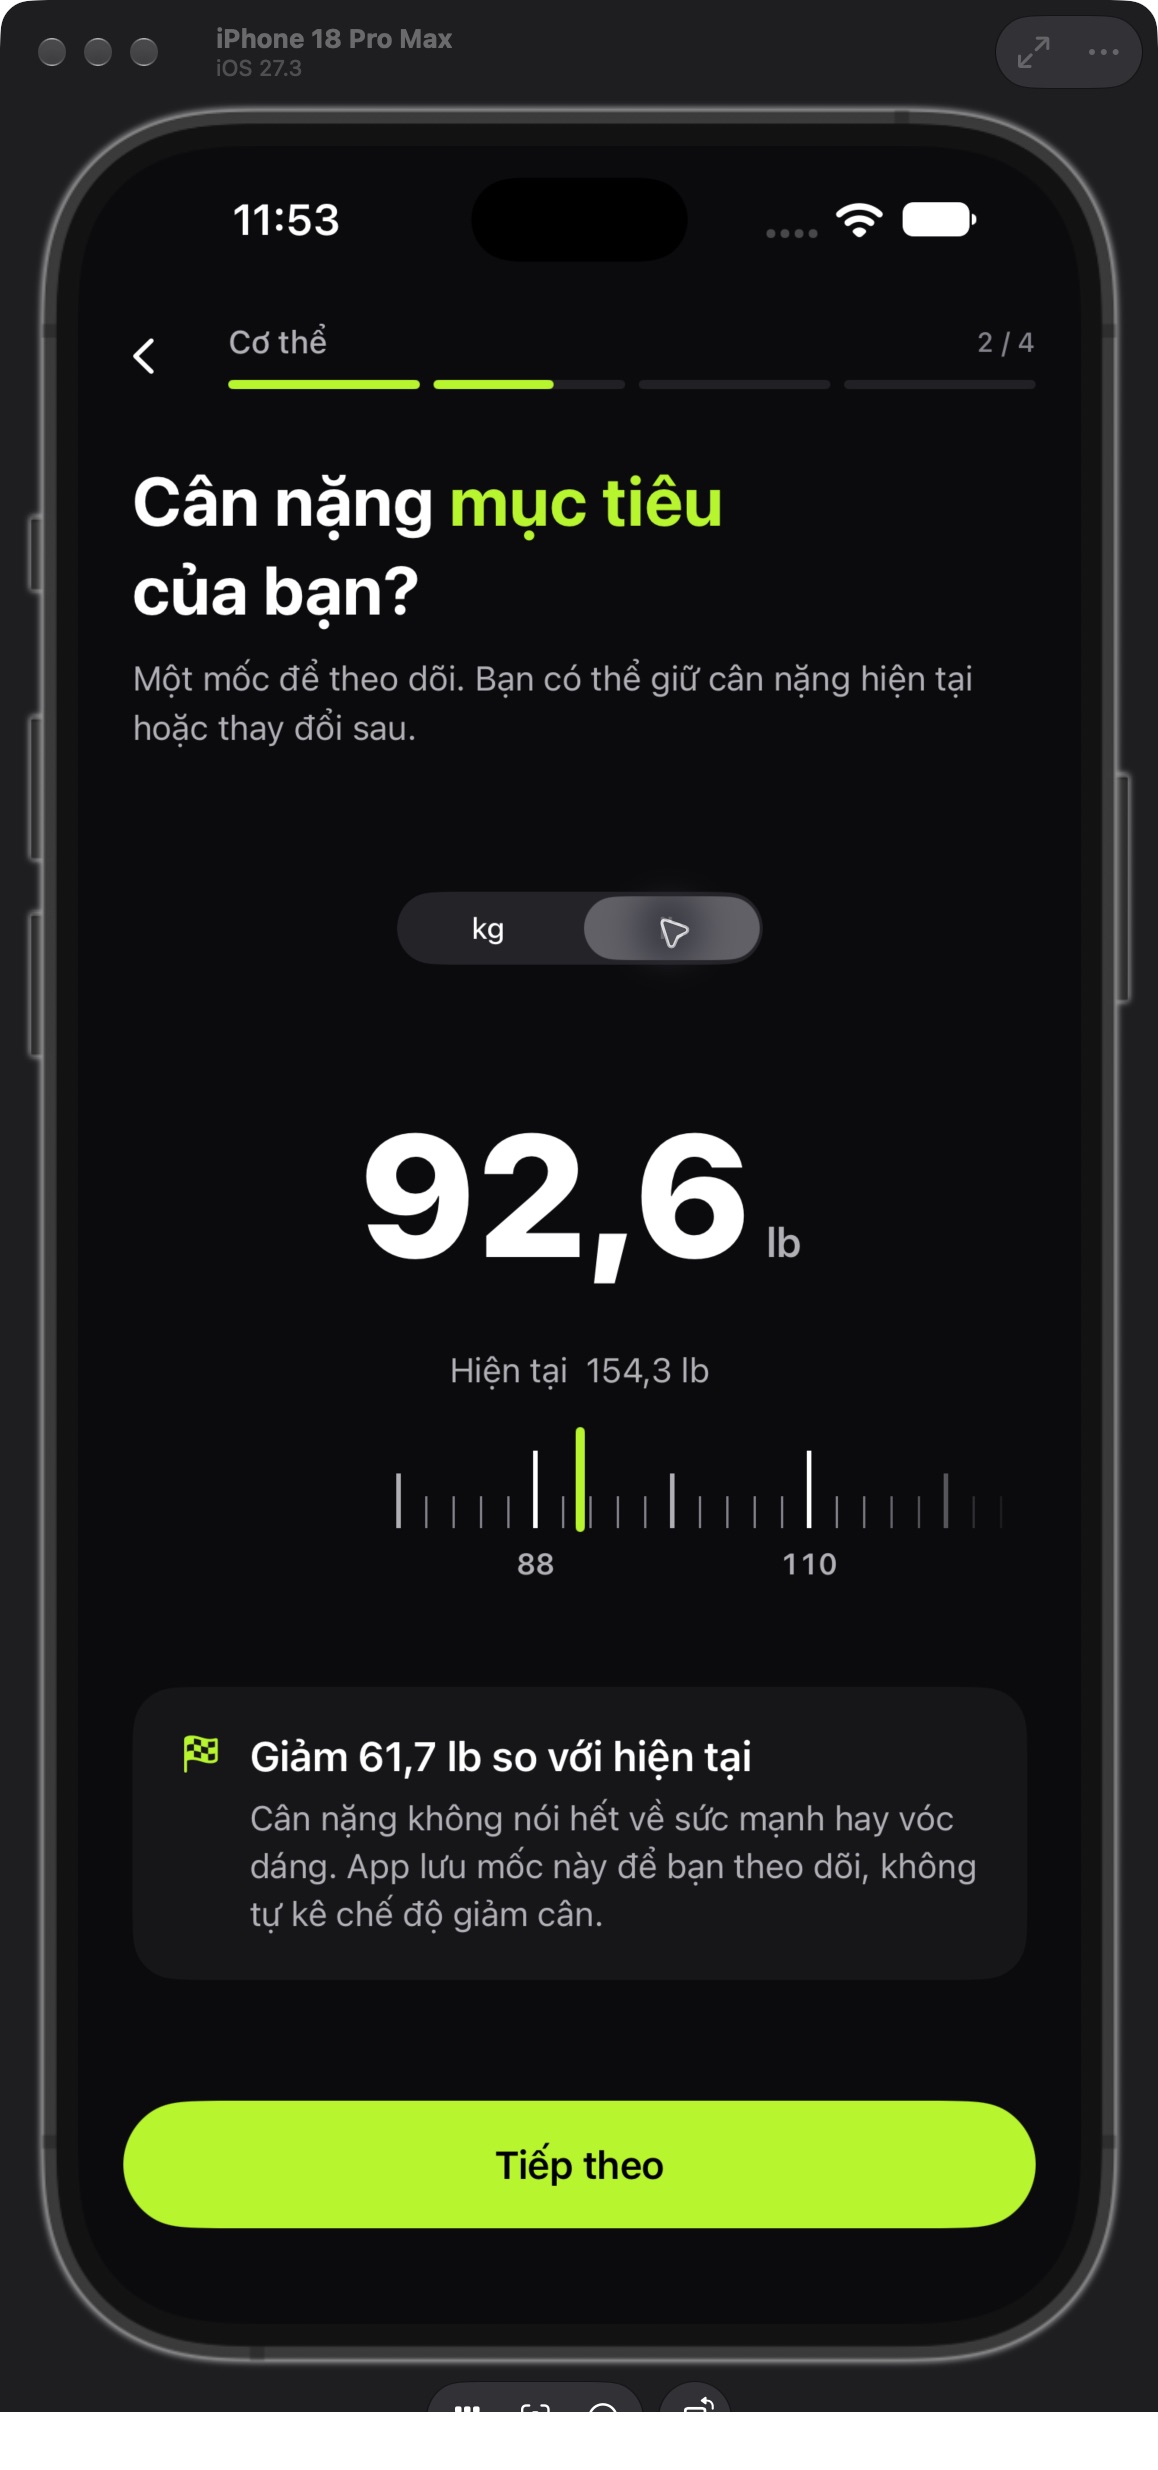 iPhone 18 Pro Max
iOS 27.3
11:53
Cơ thể
2 / 4
Cân nặng mục tiêu
của bạn?
Một mốc để theo dõi. Bạn có thể giữ cân nặng hiện tại
hoặc thay đổi sau.
kg
92,6 lb
Hiện tại 154,3 lb
88
110
Giảm 61,7 lb so với hiện tại
Cân nặng không nói hết về sức mạnh hay vóc
dáng. App lưu mốc này để bạn theo dõi, không
tự kê chế độ giảm cân.
Tiếp theo